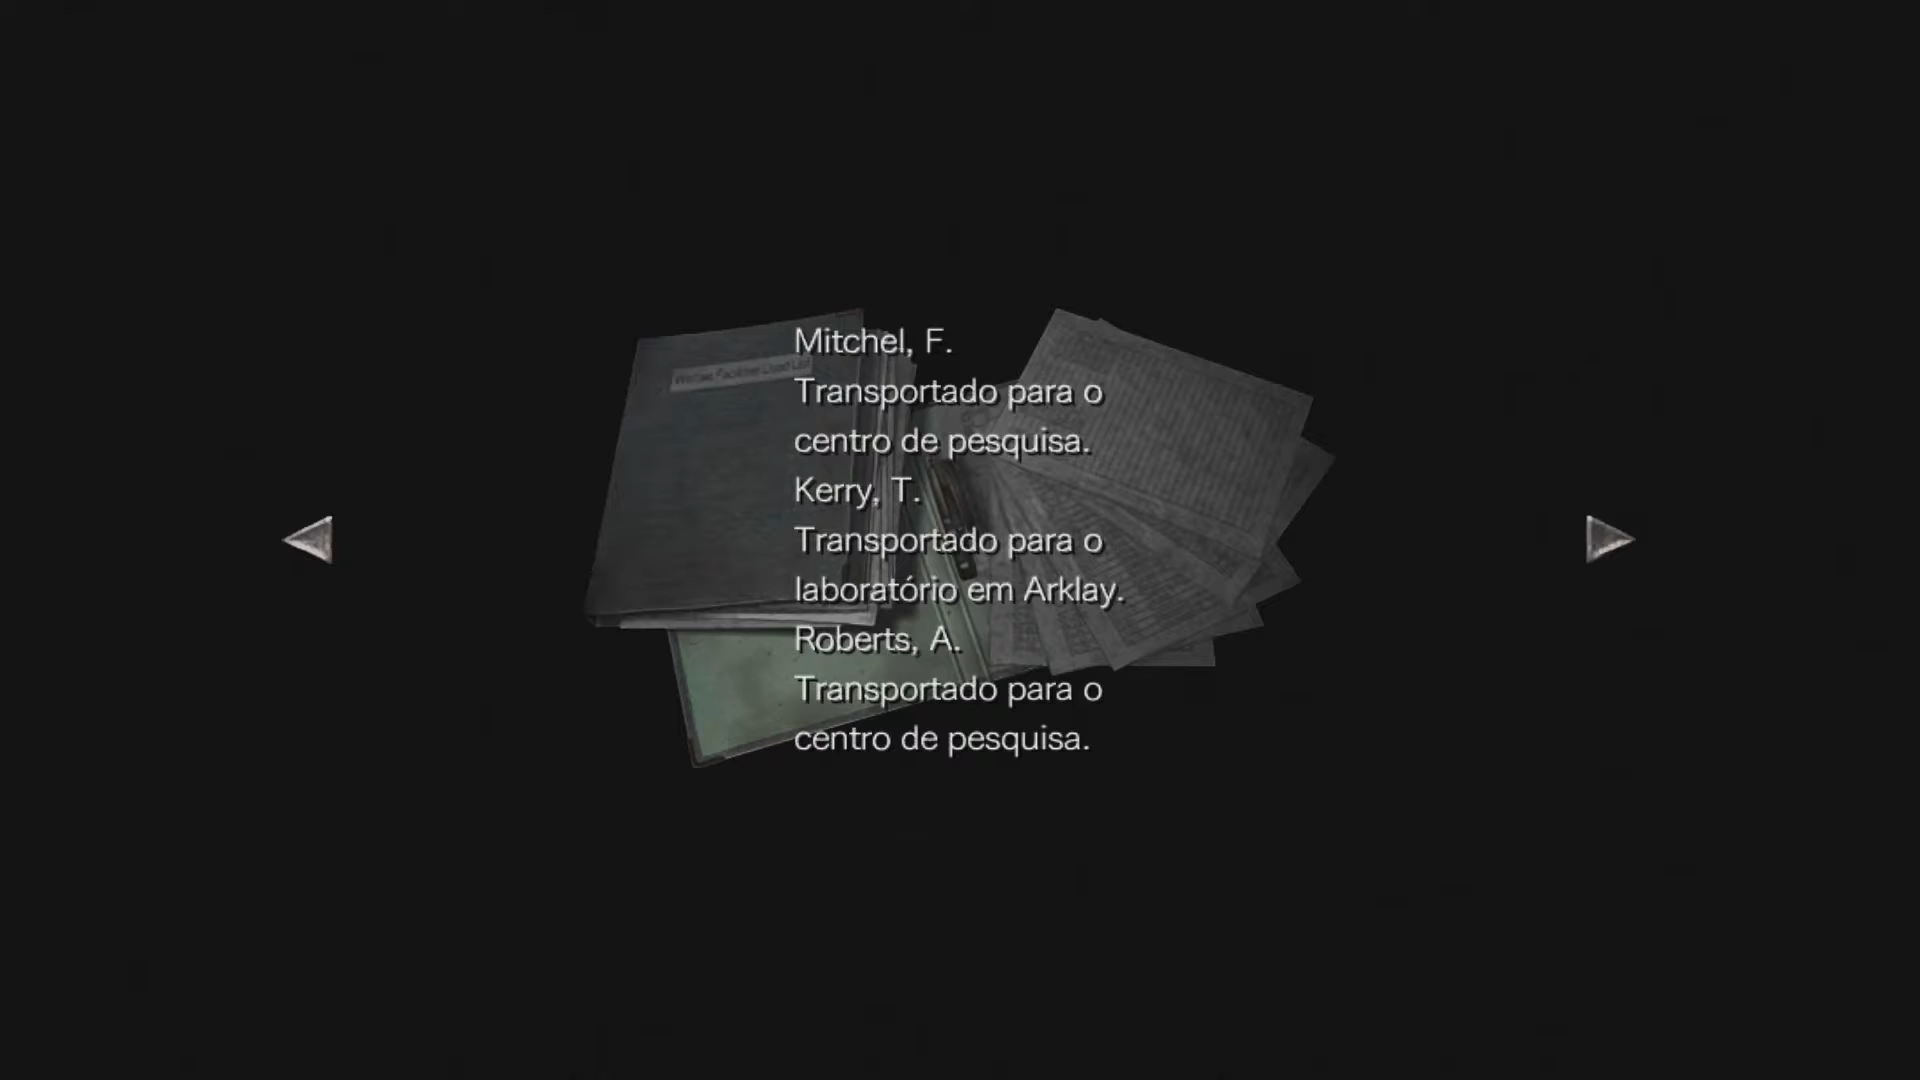 Mitchel, F.
Transportado para o
centro de pesquisa.
Kerry, T.
Transportado para o
laboratório em Arklay.
Roberts, A.
Transportado para o
centro de pesquisa.